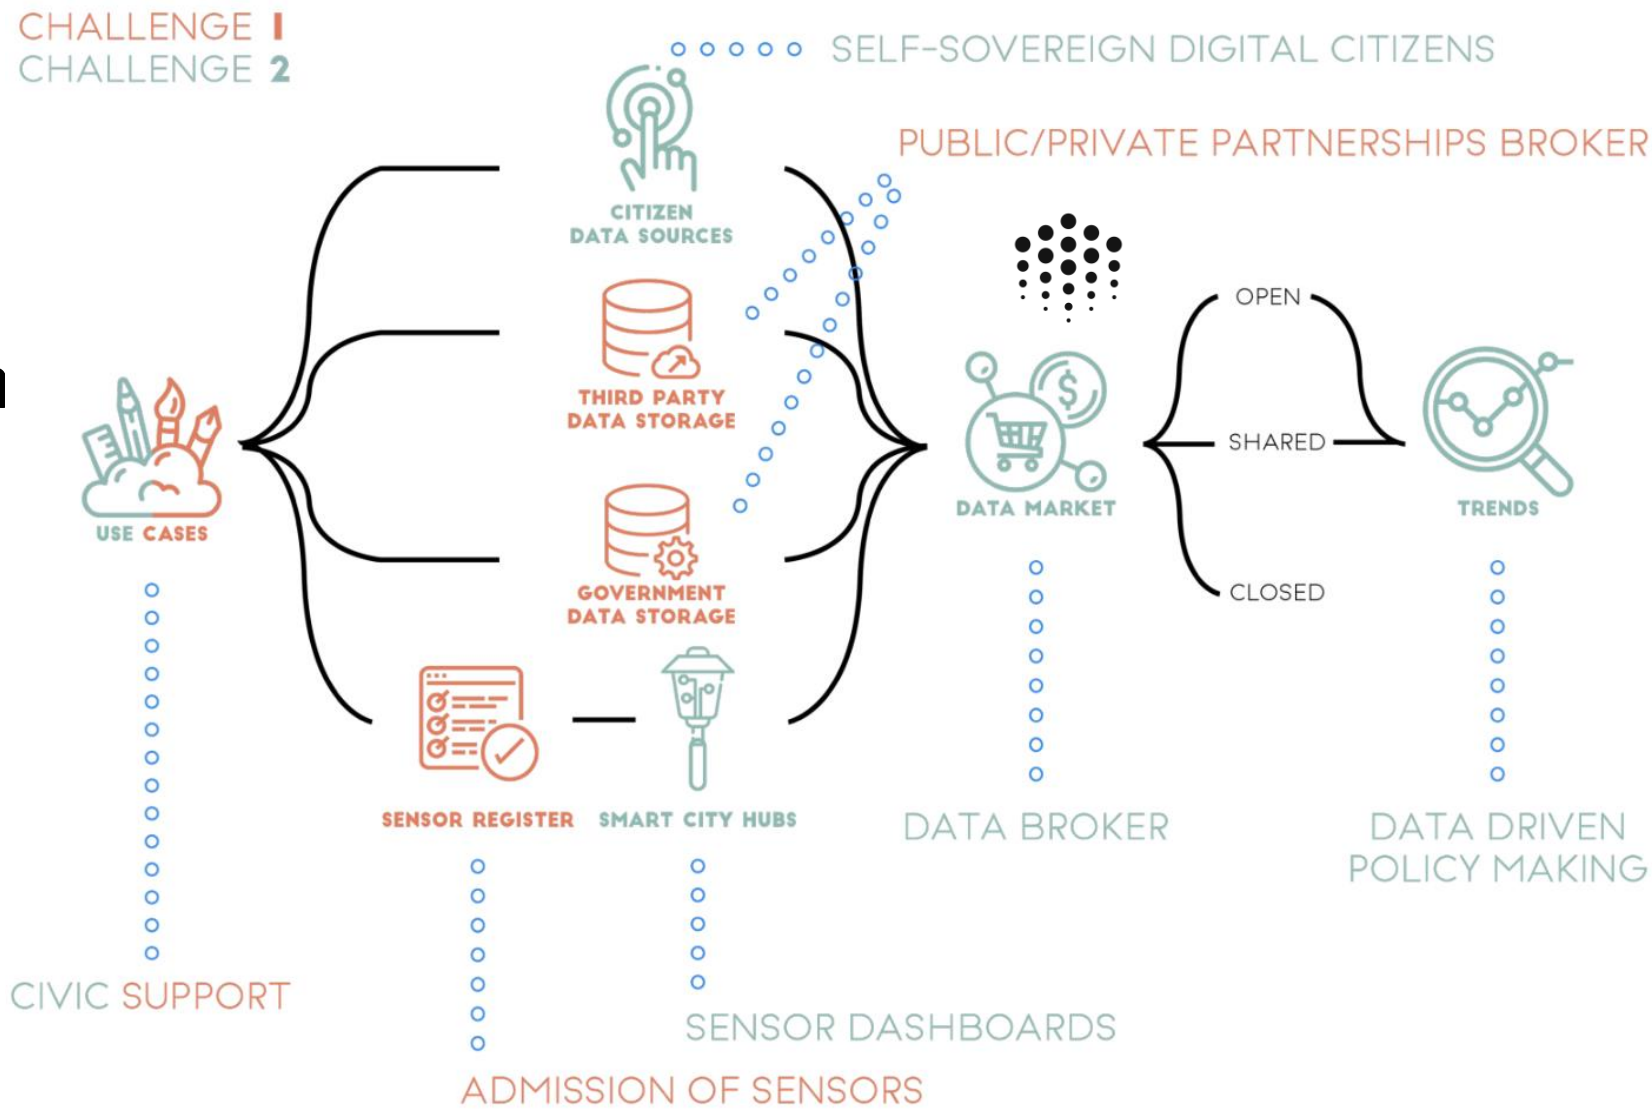 CHALLENGE 1
CHALLENGE 2
SELF-SOVEREIGN DIGITAL CITIZENS
PUBLIC/PRIVATE PARTNERSHIPS BROKER
CITIZEN
DATA SOURCES
THIRD PARTY
DATA STORAGE
GOVERNMENT
DATA STORAGE
USE CASES
SENSOR REGISTER
SMART CITY HUBS
DATA MARKET
$
OPEN
SHARED
CLOSED
TRENDS
CIVIC SUPPORT
ADMISSION OF SENSORS
SENSOR DASHBOARDS
DATA BROKER
DATA DRIVEN
POLICY MAKING